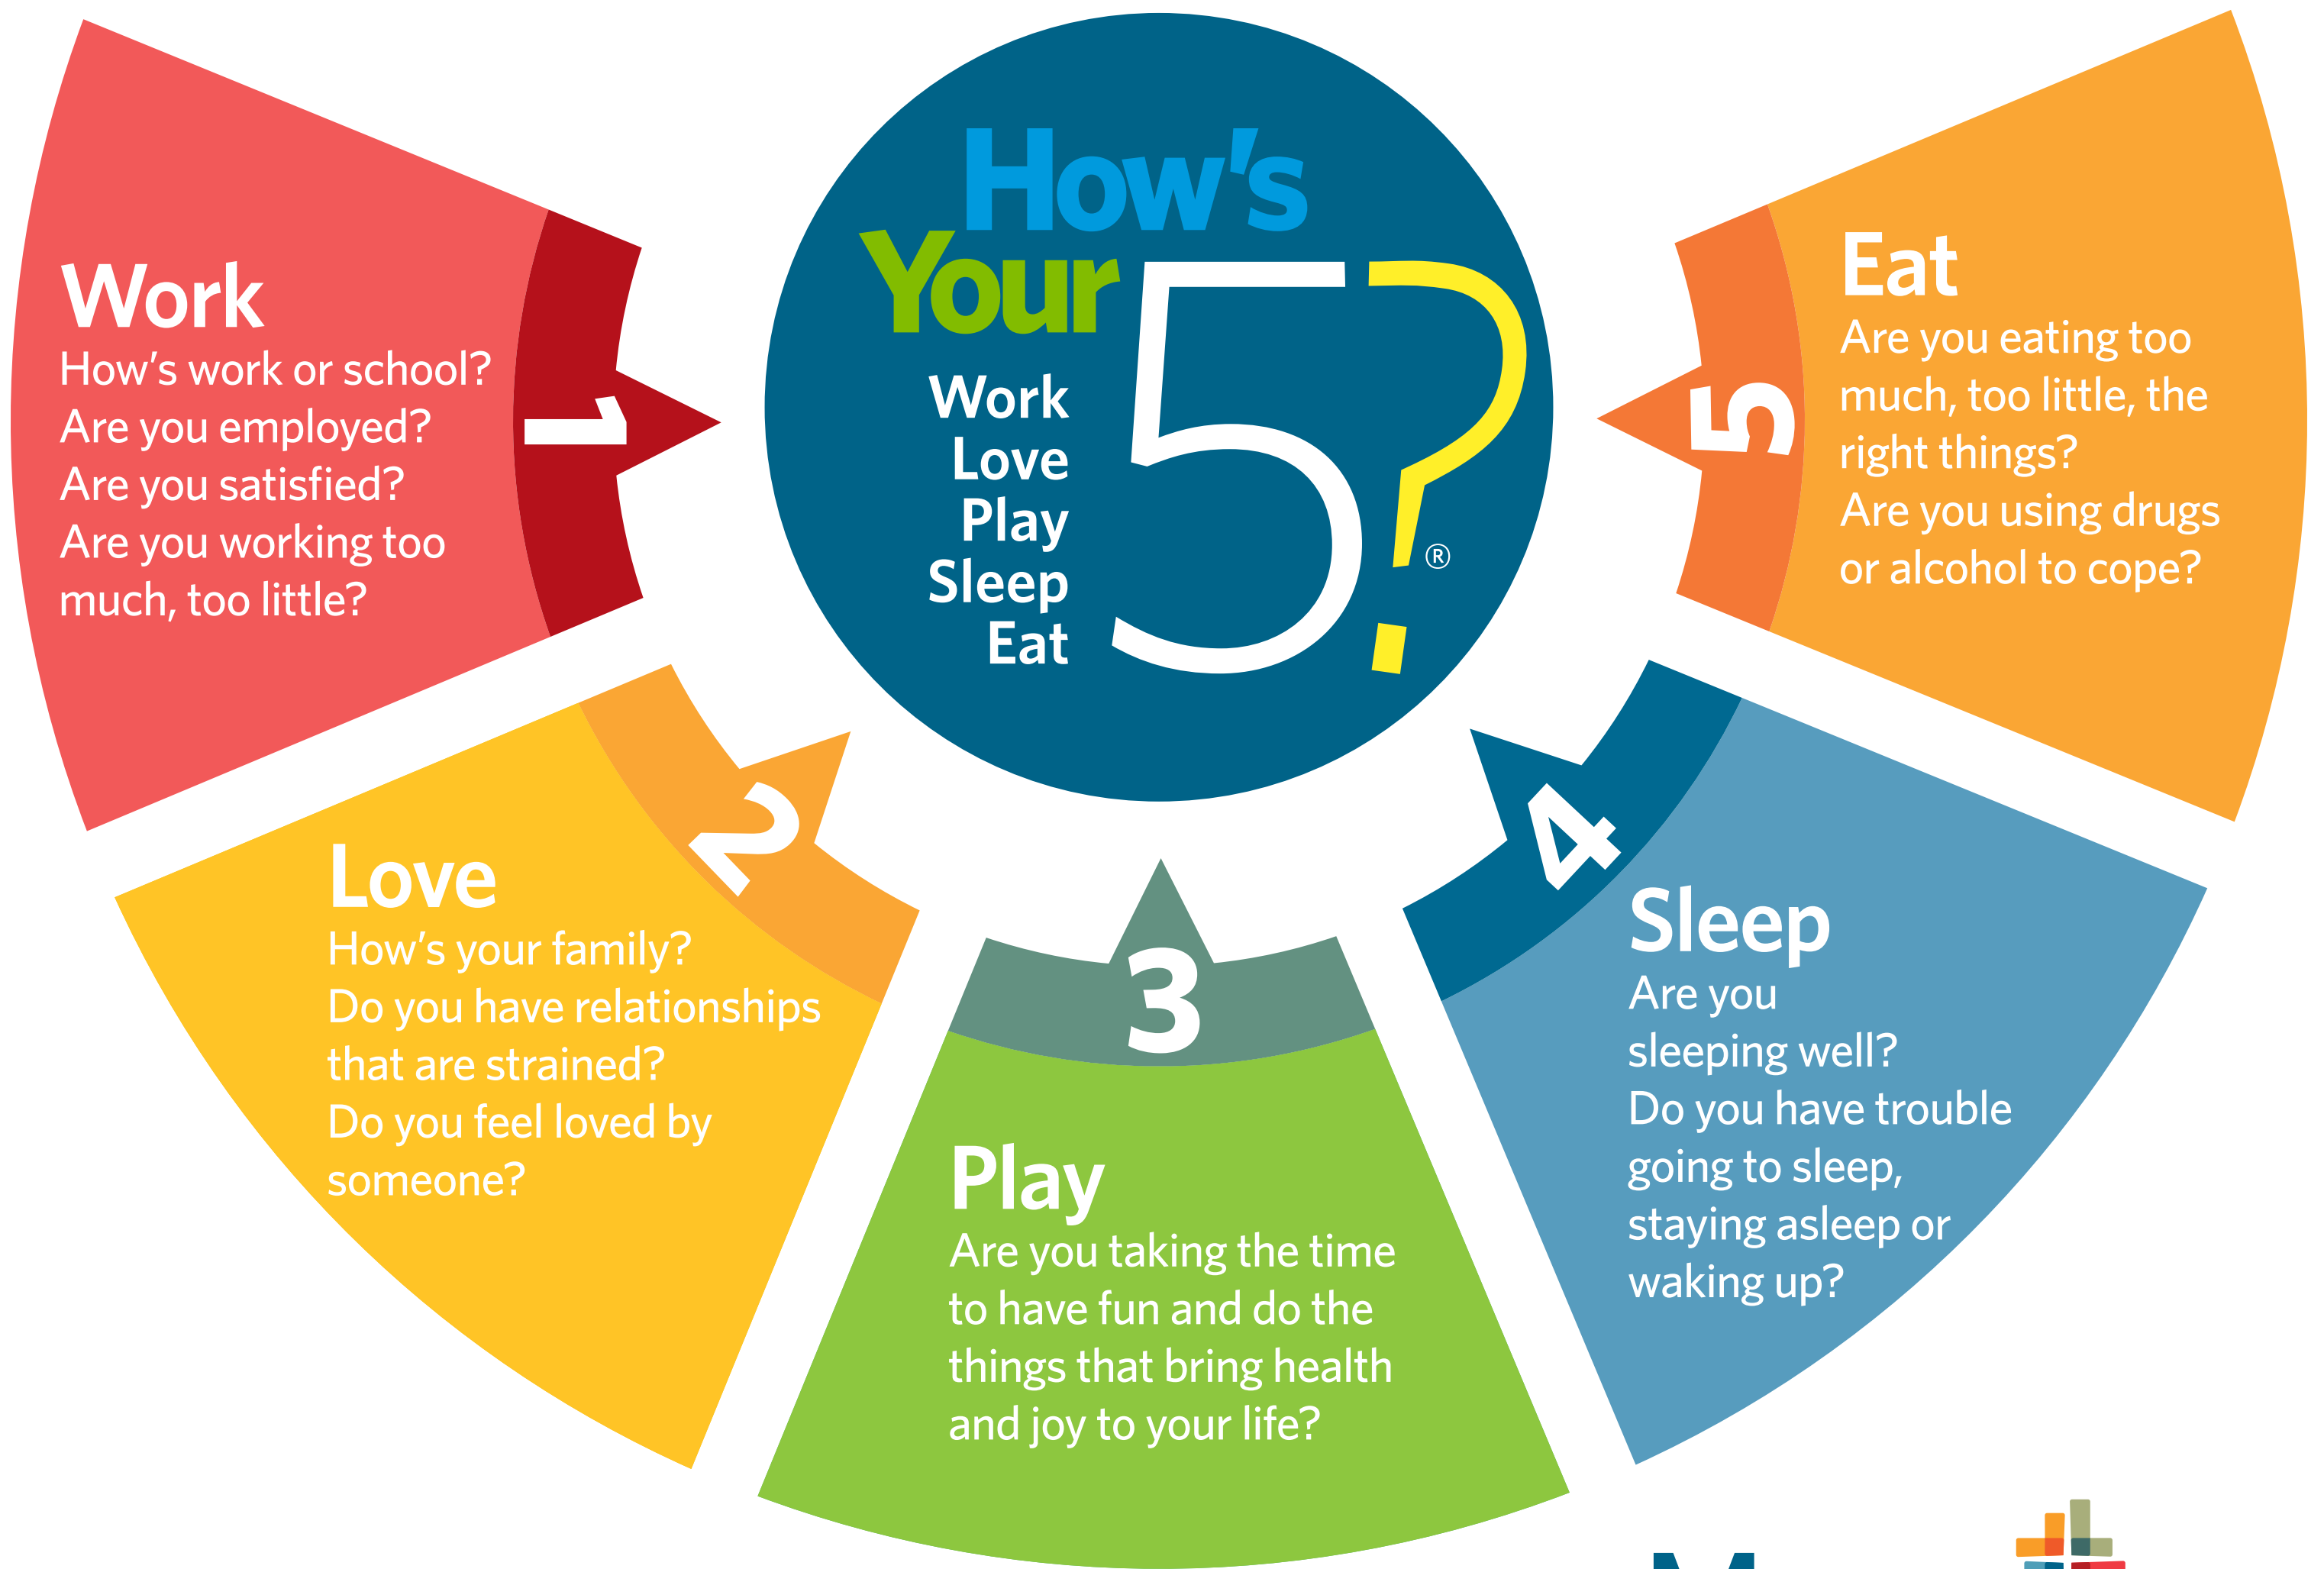 How's
Your 5?
®
Work
Love
Play
Sleep
Eat
1
Work
How's work or school?
Are you employed?
Are you satisfied?
Are you working too
much, too little?
2
Love
How's your family?
Do you have relationships
that are strained?
Do you feel loved by
someone?
3
Play
Are you taking the time
to have fun and do the
things that bring health
and joy to your life?
4
Sleep
Are you
sleeping well?
Do you have trouble
going to sleep,
staying asleep or
waking up?
5
Eat
Are you eating too
much, too little, the
right things?
Are you using drugs
or alcohol to cope?